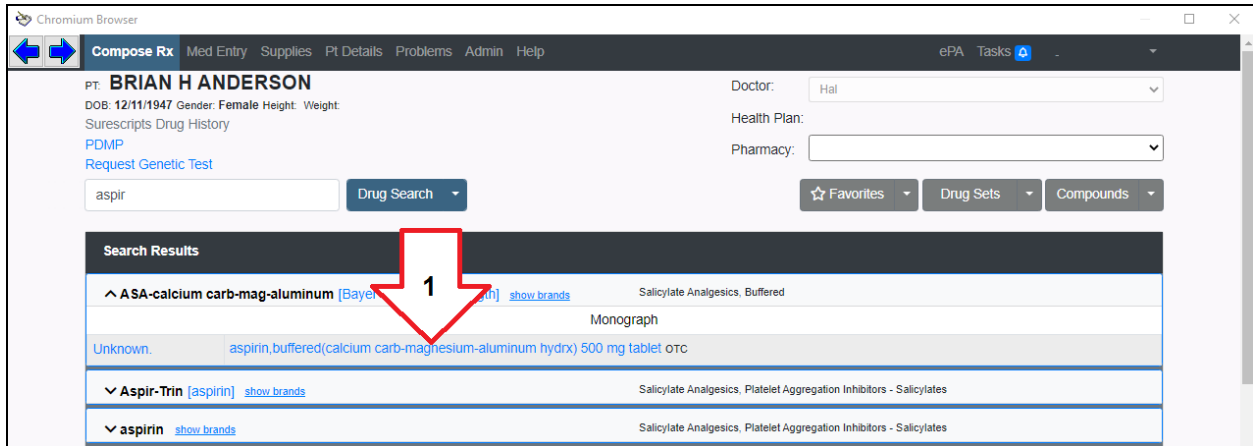 Chromium Browser
Compose Rx Med Entry Supplies Pt Details Problems Admin Help ePA Tasks
PT: BRIAN H ANDERSON
DOB: 12/11/1947 Gender: Female Height: Weight:
Surescripts Drug History
PDMP
Request Genetic Test
Doctor: Hal
Health Plan:
Pharmacy:
aspir Drug Search Favorites Drug Sets Compounds
Search Results
1
ASA-calcium carb-mag-aluminum [Bayer show brands Salicylate Analgesics, Buffered
Monograph
Unknown. aspirin,buffered(calcium carb-magnesium-aluminum hydrx) 500 mg tablet OTC
Aspir-Trin [aspirin] show brands Salicylate Analgesics, Platelet Aggregation Inhibitors - Salicylates
aspirin show brands Salicylate Analgesics, Platelet Aggregation Inhibitors - Salicylates